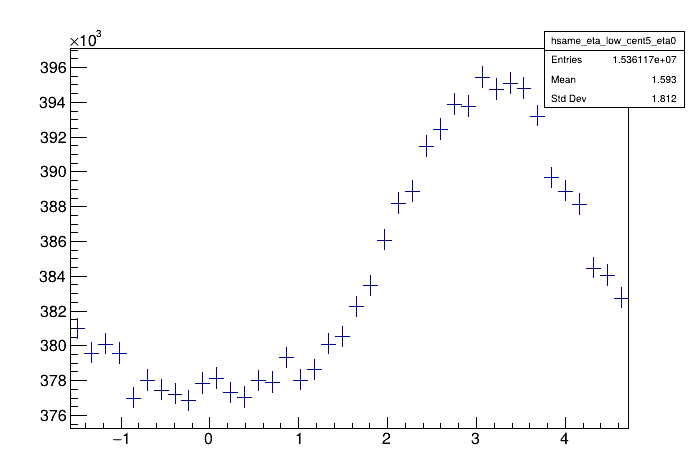 ×10³
hsame_eta_low_cent5_eta0
Entries 1.536117e+07
Mean 1.593
Std Dev 1.812
396
394
392
390
388
386
384
382
380
378
376
−1 0 1 2 3 4